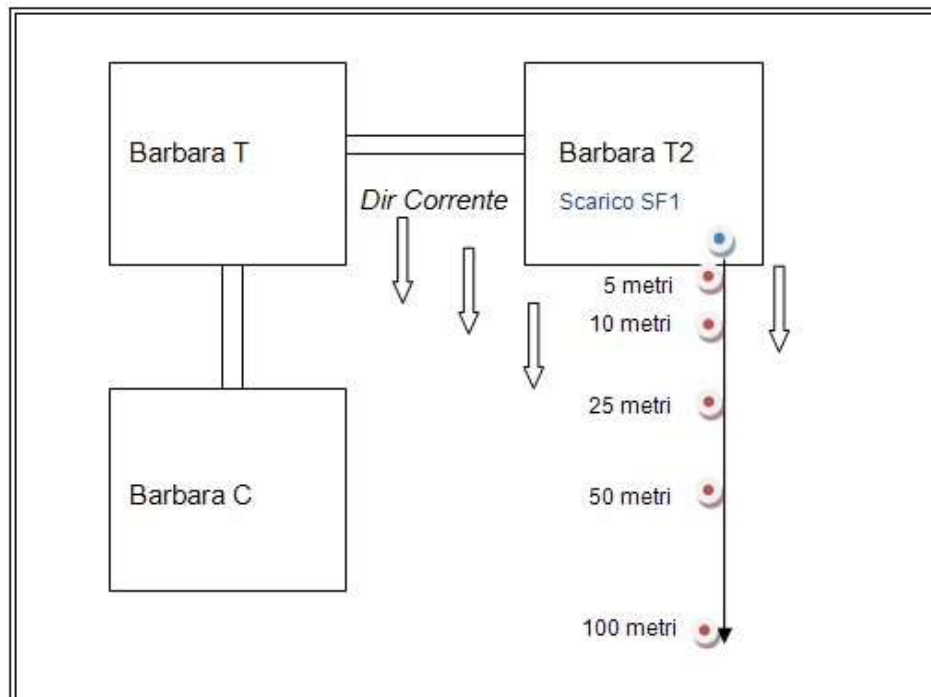 Barbara T
Barbara T2
Dir Corrente
Scarico SF1
5 metri
10 metri
25 metri
Barbara C
50 metri
100 metri